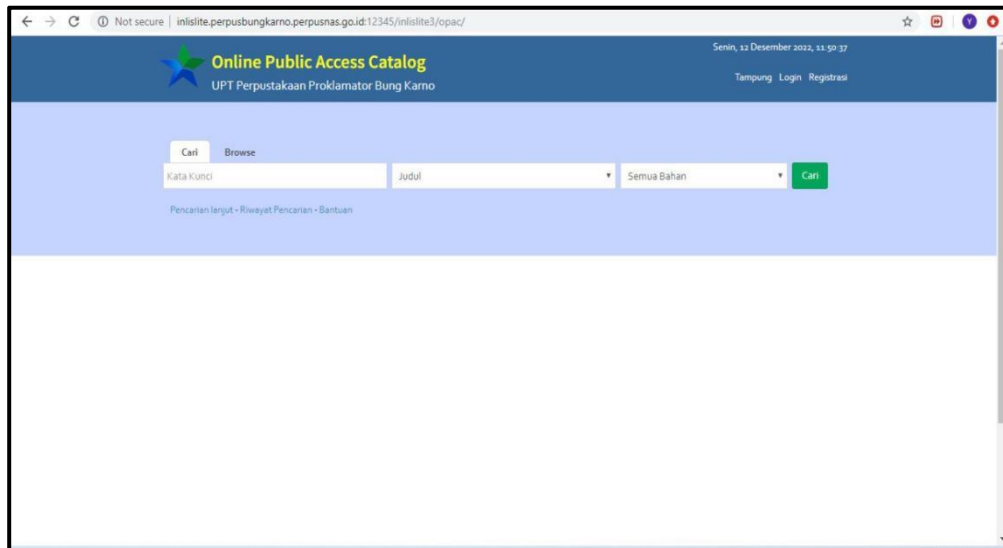 Not secure | inlislite.perpusbungkarno.perpusnas.go.id:12345/inlislite3/opac/
Y
Senin, 12 Desember 2022, 11.50:37
Online Public Access Catalog
UPT Perpustakaan Proklamator Bung Karno
Tampung Login Registrasi
Cari Browse
Kata Kunci Judul Semua Bahan Cari
Pencarian lanjut - Riwayat Pencarian - Bantuan